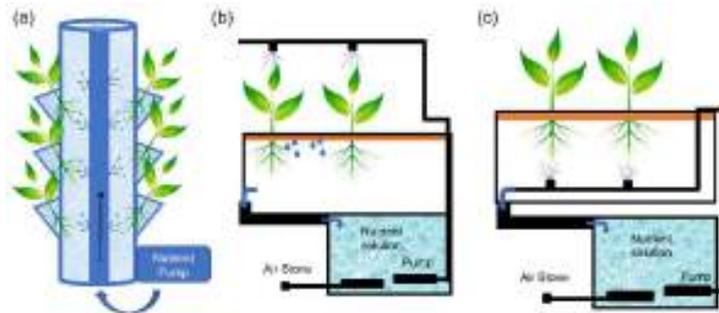 (a)
(b)
(c)
Nutrient
Pump
Nutrient
solution
Pump
Air Stone
Nutrient
solution
Pump
Air Stone